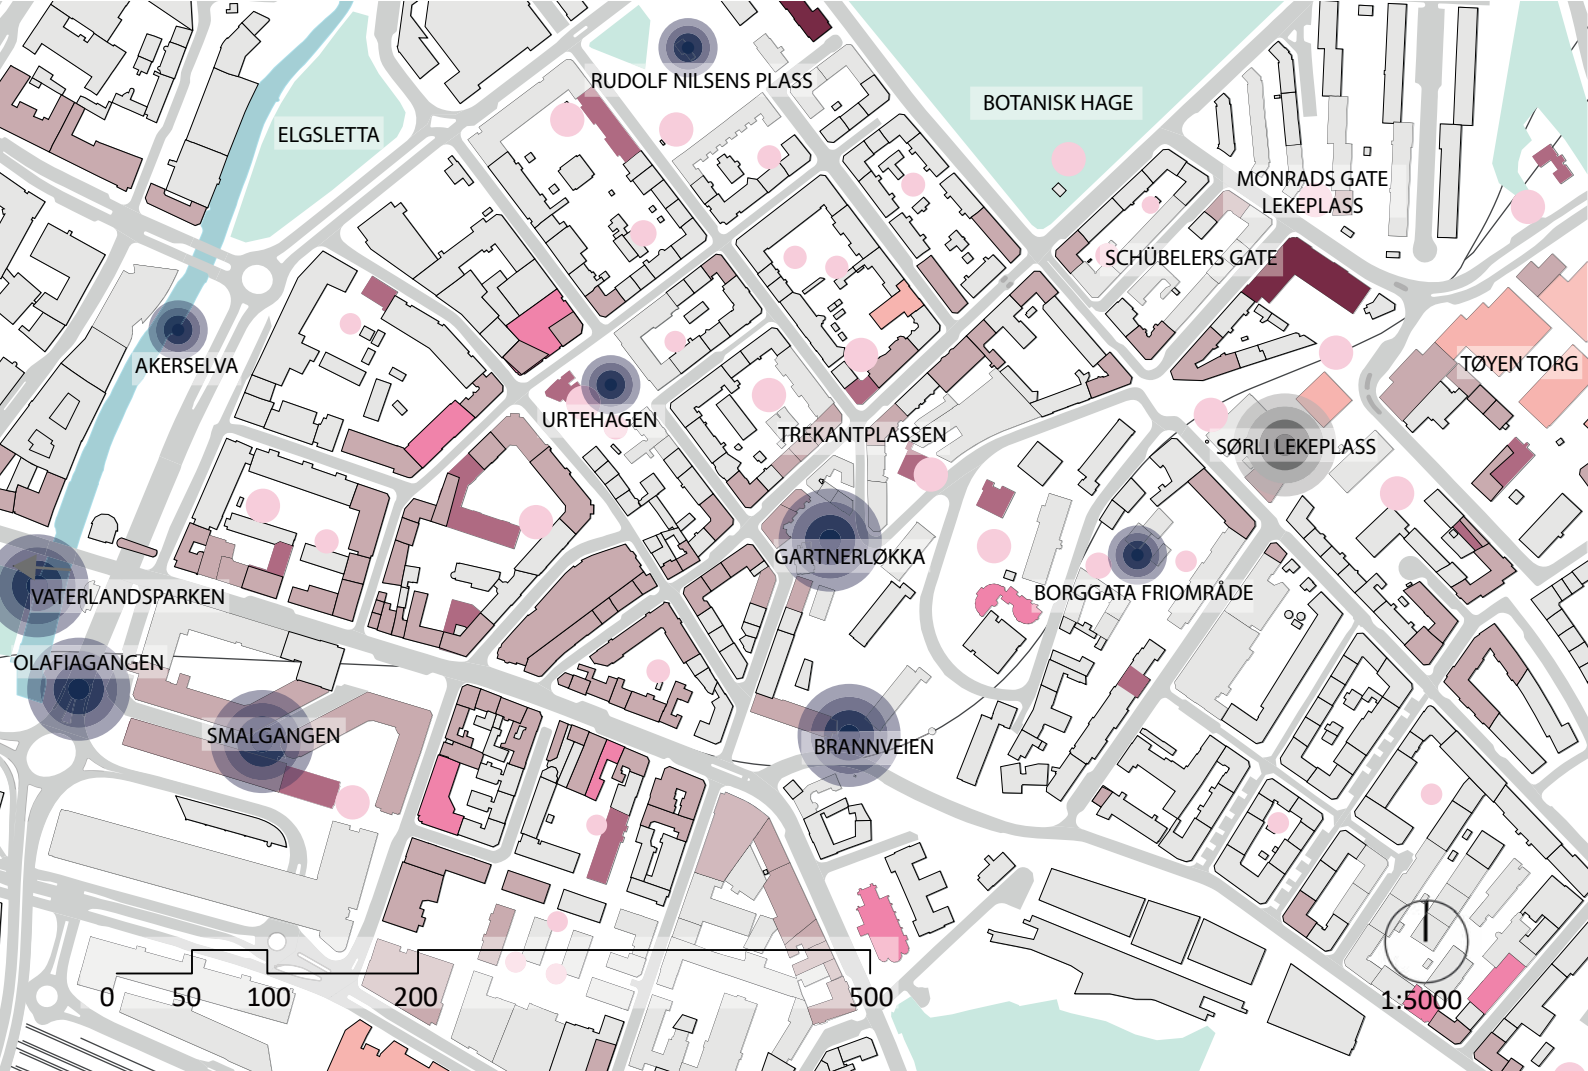 RUDOLF NILSENS PLASS
BOTANISK HAGE
ELGSLETTA
MONRADS GATE
LEKEPLASS
SCHÜBELERS GATE
AKERSELVA
TØYEN TORG
URTEHAGEN
TREKANTPLASSEN
SØRLI LEKEPLASS
GARTNERLØKKA
VATERLANDSPARKEN
BORGGATA FRIOMRÅDE
OLAFIAGANGEN
SMALGANGEN
BRANNVEIEN
0 50 100 200 500
1:5000